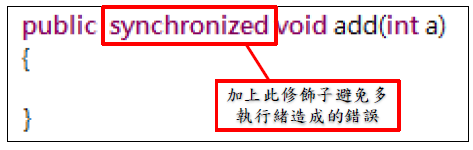 public synchronized void add(int a)
{
加上此修飾子避免多
執行緒造成的錯誤
}